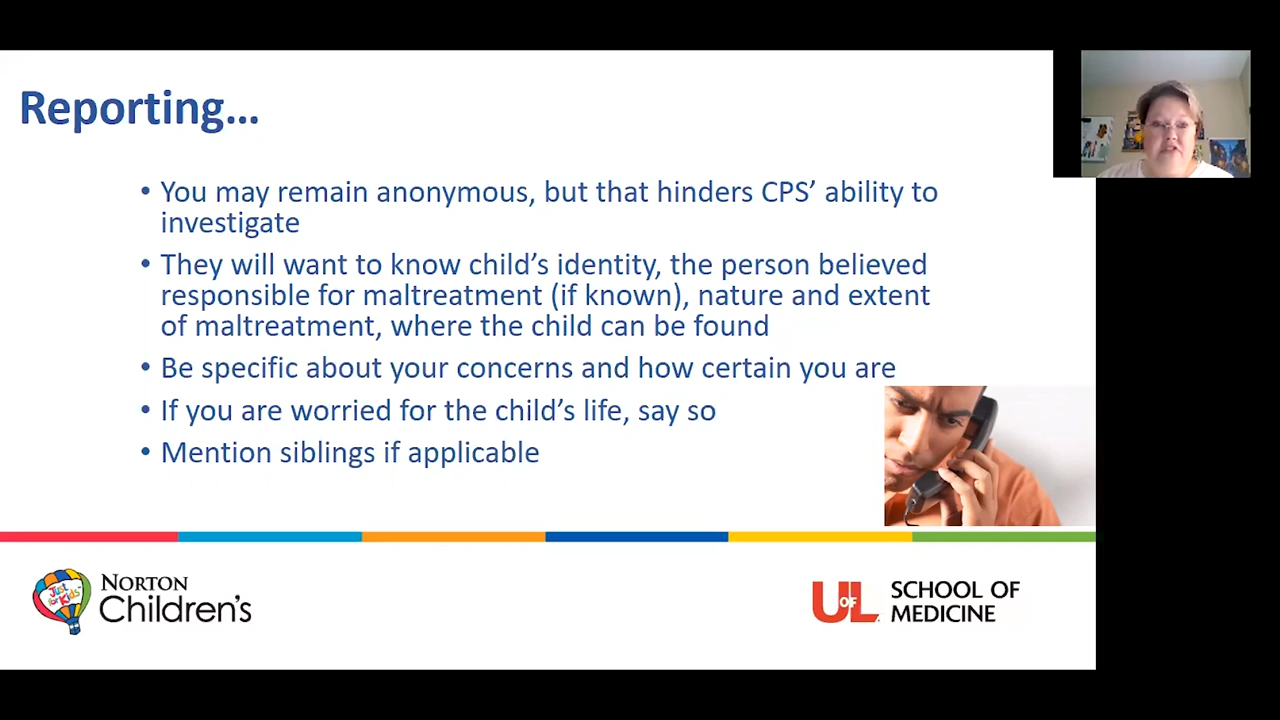 Reporting...
• You may remain anonymous, but that hinders CPS' ability to
investigate
• They will want to know child's identity, the person believed
responsible for maltreatment (if known), nature and extent
of maltreatment, where the child can be found
• Be specific about your concerns and how certain you are
• If you are worried for the child's life, say so
• Mention siblings if applicable
Just for Kids
NORTON
Children's
UofL
SCHOOL OF
MEDICINE